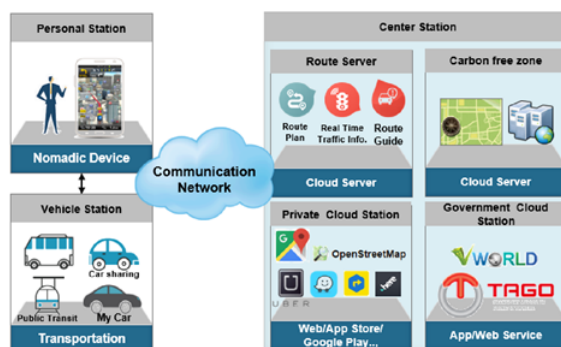 Personal Station
Nomadic Device
Vehicle Station
Car sharing
Public Transit
My Car
Transportation
Communication
Network
Center Station
Route Server
Route
Plan
Real Time
Traffic Info.
Route
Guide
Cloud Server
Carbon free zone
Cloud Server
Private Cloud Station
G
OpenStreetMap
U
UBER
Web/App Store/
Google Play...
Government Cloud
Station
VWORLD
TAGO
App/Web Service